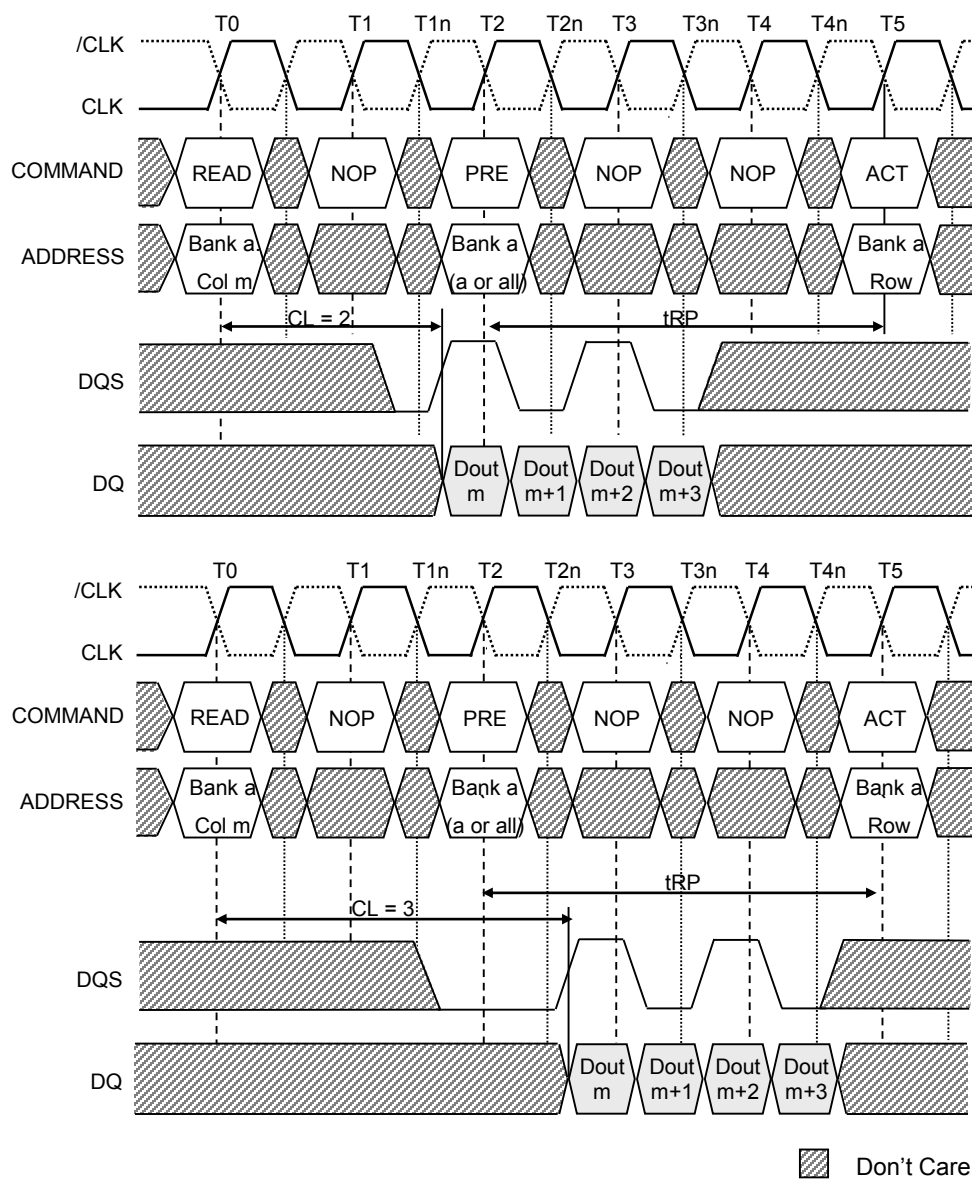 T0 T1 T1n T2 T2n T3 T3n T4 T4n T5
/CLK
CLK
COMMAND READ NOP PRE NOP NOP ACT
ADDRESS Bank a. Bank a Bank a
Col m (a or all) Row
CL = 2 tRP
DQS
DQ Dout Dout Dout Dout
m m+1 m+2 m+3
T0 T1 T1n T2 T2n T3 T3n T4 T4n T5
/CLK
CLK
COMMAND READ NOP PRE NOP NOP ACT
ADDRESS Bank a Bank a Bank a
Col m (a or all) Row
tRP
CL = 3
DQS
DQ Dout Dout Dout Dout
m m+1 m+2 m+3
Don't Care